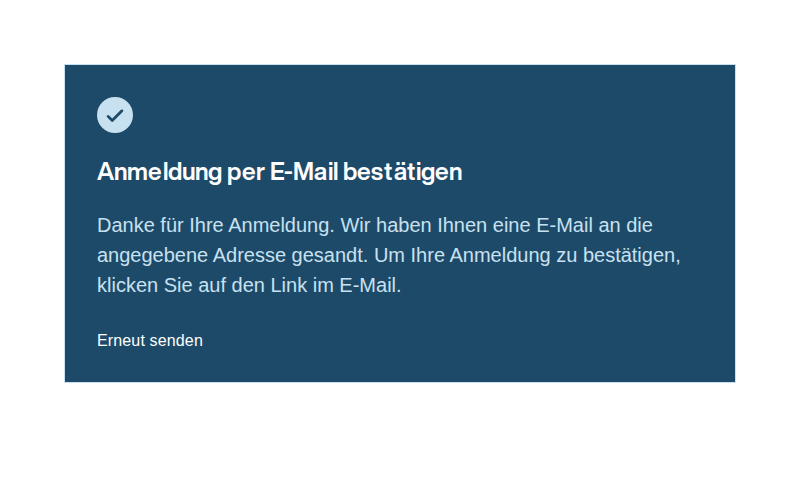 Anmeldung per E-Mail bestätigen
Danke für Ihre Anmeldung. Wir haben Ihnen eine E-Mail an die
angegebene Adresse gesandt. Um Ihre Anmeldung zu bestätigen,
klicken Sie auf den Link im E-Mail.
Erneut senden